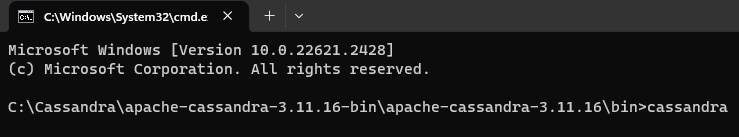 C:\Windows\System32\cmd.e
Microsoft Windows [Version 10.0.22621.2428]
(c) Microsoft Corporation. All rights reserved.
C:\Cassandra\apache-cassandra-3.11.16-bin\apache-cassandra-3.11.16\bin>cassandra